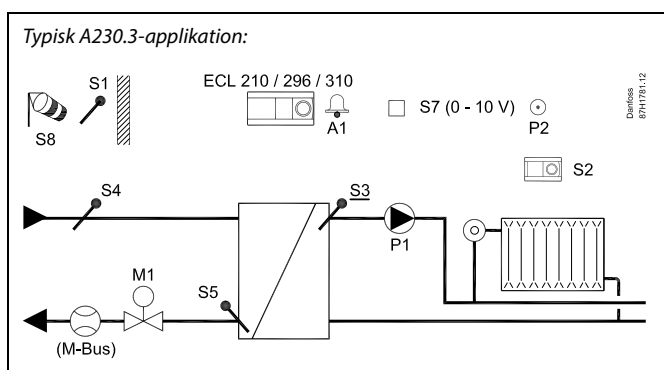 Typisk A230.3-applikation:
ECL 210 / 296 / 310
S1
S8
A1
S7 (0 - 10 V)
P2
Danfoss
87H1781.12
S2
S4
S3
P1
M1
S5
(M-Bus)